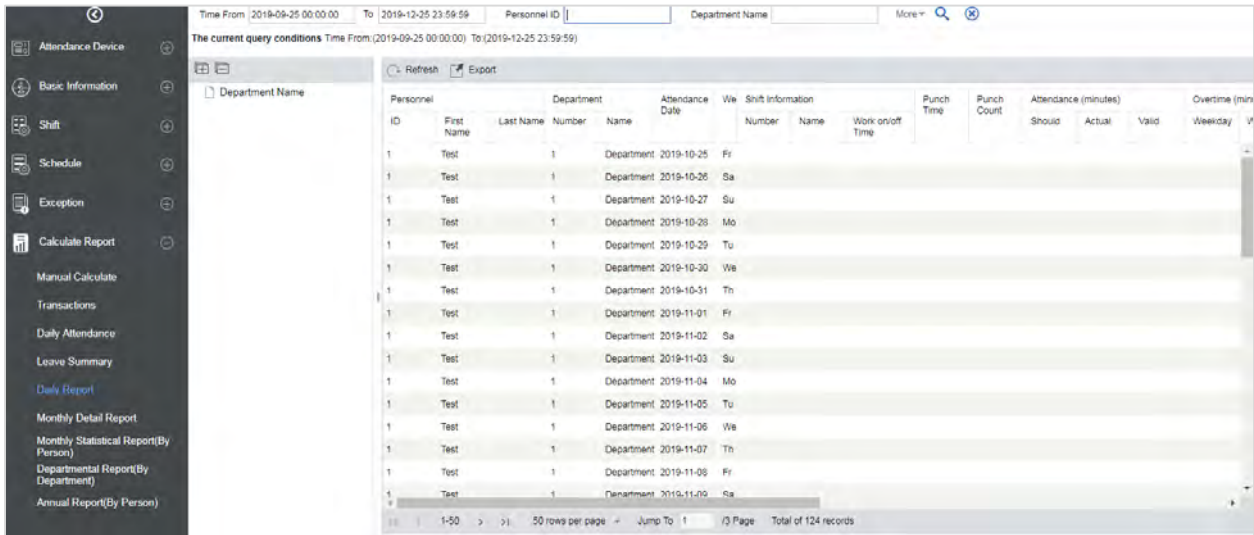 Time From 2019-09-25 00:00:00 To 2019-12-25 23:59:59 Personnel ID Department Name More
The current query conditions Time From:(2019-09-25 00:00:00) To:(2019-12-25 23:59:59)
Attendance Device
Basic Information
Shift
Schedule
Exception
Calculate Report
Manual Calculate
Transactions
Daily Attendance
Leave Summary
Daily Report
Monthly Detail Report
Monthly Statistical Report(By
Person)
Departmental Report(By
Department)
Annual Report(By Person)
Department Name
Refresh Export
Personnel Department Attendance Date We Shift Information Punch Time Punch Count Attendance (minutes) Overtime (min
ID First Name Last Name Number Name Number Name Work on/off Time Should Actual Valid Weekday W
1 Test 1 Department 2019-10-25 Fr
1 Test 1 Department 2019-10-26 Sa
1 Test 1 Department 2019-10-27 Su
1 Test 1 Department 2019-10-28 Mo
1 Test 1 Department 2019-10-29 Tu
1 Test 1 Department 2019-10-30 We
1 Test 1 Department 2019-10-31 Th
1 Test 1 Department 2019-11-01 Fr
1 Test 1 Department 2019-11-02 Sa
1 Test 1 Department 2019-11-03 Su
1 Test 1 Department 2019-11-04 Mo
1 Test 1 Department 2019-11-05 Tu
1 Test 1 Department 2019-11-06 We
1 Test 1 Department 2019-11-07 Th
1 Test 1 Department 2019-11-08 Fr
1 Test 1 Department 2019-11-09 Sa
1-50 50 rows per page Jump To 1 /3 Page Total of 124 records